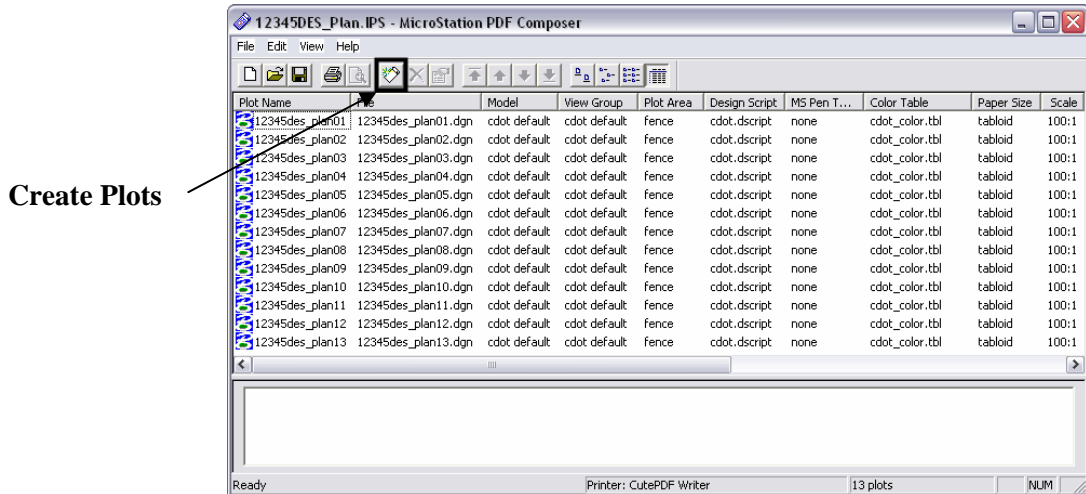 12345DES_Plan.IPS - MicroStation PDF Composer
File Edit View Help
Plot Name File Model View Group Plot Area Design Script MS Pen T... Color Table Paper Size Scale
12345des_plan01 12345des_plan01.dgn cdot default cdot default fence cdot.dscript none cdot_color.tbl tabloid 100:1
12345des_plan02 12345des_plan02.dgn cdot default cdot default fence cdot.dscript none cdot_color.tbl tabloid 100:1
12345des_plan03 12345des_plan03.dgn cdot default cdot default fence cdot.dscript none cdot_color.tbl tabloid 100:1
12345des_plan04 12345des_plan04.dgn cdot default cdot default fence cdot.dscript none cdot_color.tbl tabloid 100:1
Create Plots
12345des_plan05 12345des_plan05.dgn cdot default cdot default fence cdot.dscript none cdot_color.tbl tabloid 100:1
12345des_plan06 12345des_plan06.dgn cdot default cdot default fence cdot.dscript none cdot_color.tbl tabloid 100:1
12345des_plan07 12345des_plan07.dgn cdot default cdot default fence cdot.dscript none cdot_color.tbl tabloid 100:1
12345des_plan08 12345des_plan08.dgn cdot default cdot default fence cdot.dscript none cdot_color.tbl tabloid 100:1
12345des_plan09 12345des_plan09.dgn cdot default cdot default fence cdot.dscript none cdot_color.tbl tabloid 100:1
12345des_plan10 12345des_plan10.dgn cdot default cdot default fence cdot.dscript none cdot_color.tbl tabloid 100:1
12345des_plan11 12345des_plan11.dgn cdot default cdot default fence cdot.dscript none cdot_color.tbl tabloid 100:1
12345des_plan12 12345des_plan12.dgn cdot default cdot default fence cdot.dscript none cdot_color.tbl tabloid 100:1
12345des_plan13 12345des_plan13.dgn cdot default cdot default fence cdot.dscript none cdot_color.tbl tabloid 100:1
Ready Printer: CutePDF Writer 13 plots NUM